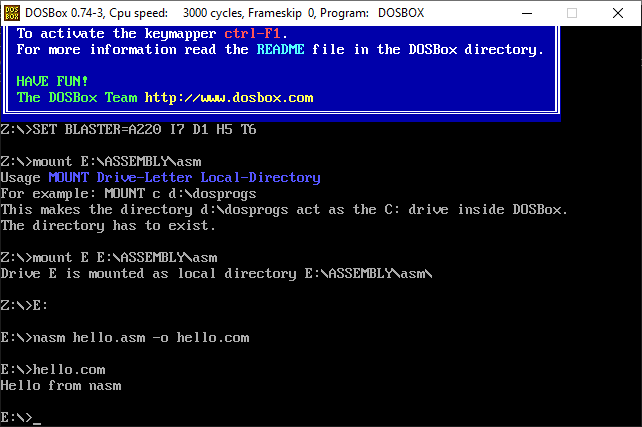 DOSBox 0.74-3, Cpu speed: 3000 cycles, Frameskip 0, Program: DOSBOX
To activate the keymapper ctrl-F1.
For more information read the README file in the DOSBox directory.
HAVE FUN!
The DOSBox Team http://www.dosbox.com
Z:\>SET BLASTER=A220 I7 D1 H5 T6
Z:\>mount E:\ASSEMBLY\asm
Usage MOUNT Drive-Letter Local-Directory
For example: MOUNT c d:\dosprogs
This makes the directory d:\dosprogs act as the C: drive inside DOSBox.
The directory has to exist.
Z:\>mount E E:\ASSEMBLY\asm
Drive E is mounted as local directory E:\ASSEMBLY\asm\
Z:\>E:
E:\>nasm hello.asm -o hello.com
E:\>hello.com
Hello from nasm
E:\>_